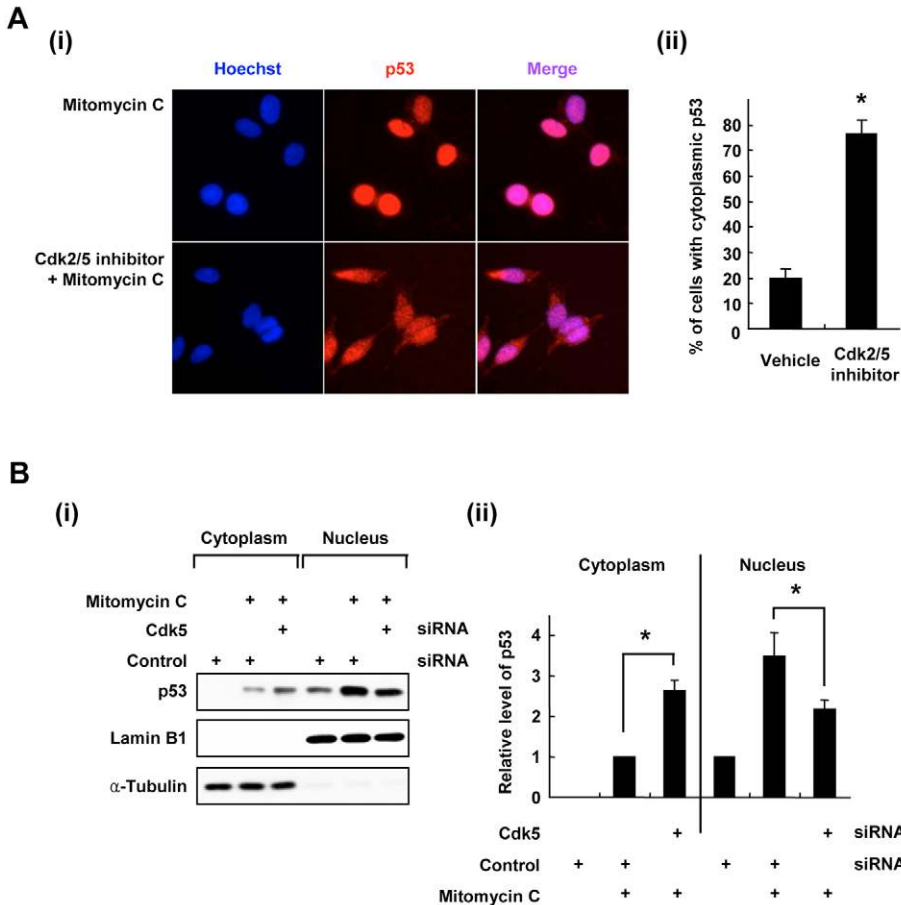 A
(i)
(ii)
Hoechst p53 Merge
Mitomycin C
Cdk2/5 inhibitor
+ Mitomycin C
% of cells with cytoplasmic p53
80
70
60
50
40
30
20
10
0
*
Vehicle Cdk2/5
inhibitor
B
(i)
Cytoplasm Nucleus
Mitomycin C + + + +
Cdk5 + + siRNA
Control + + + + siRNA
p53
Lamin B1
α-Tubulin
(ii)
Cytoplasm Nucleus
Relative level of p53
4
3
2
1
0
* *
Cdk5 + + siRNA
Control + + + + siRNA
Mitomycin C + + + +